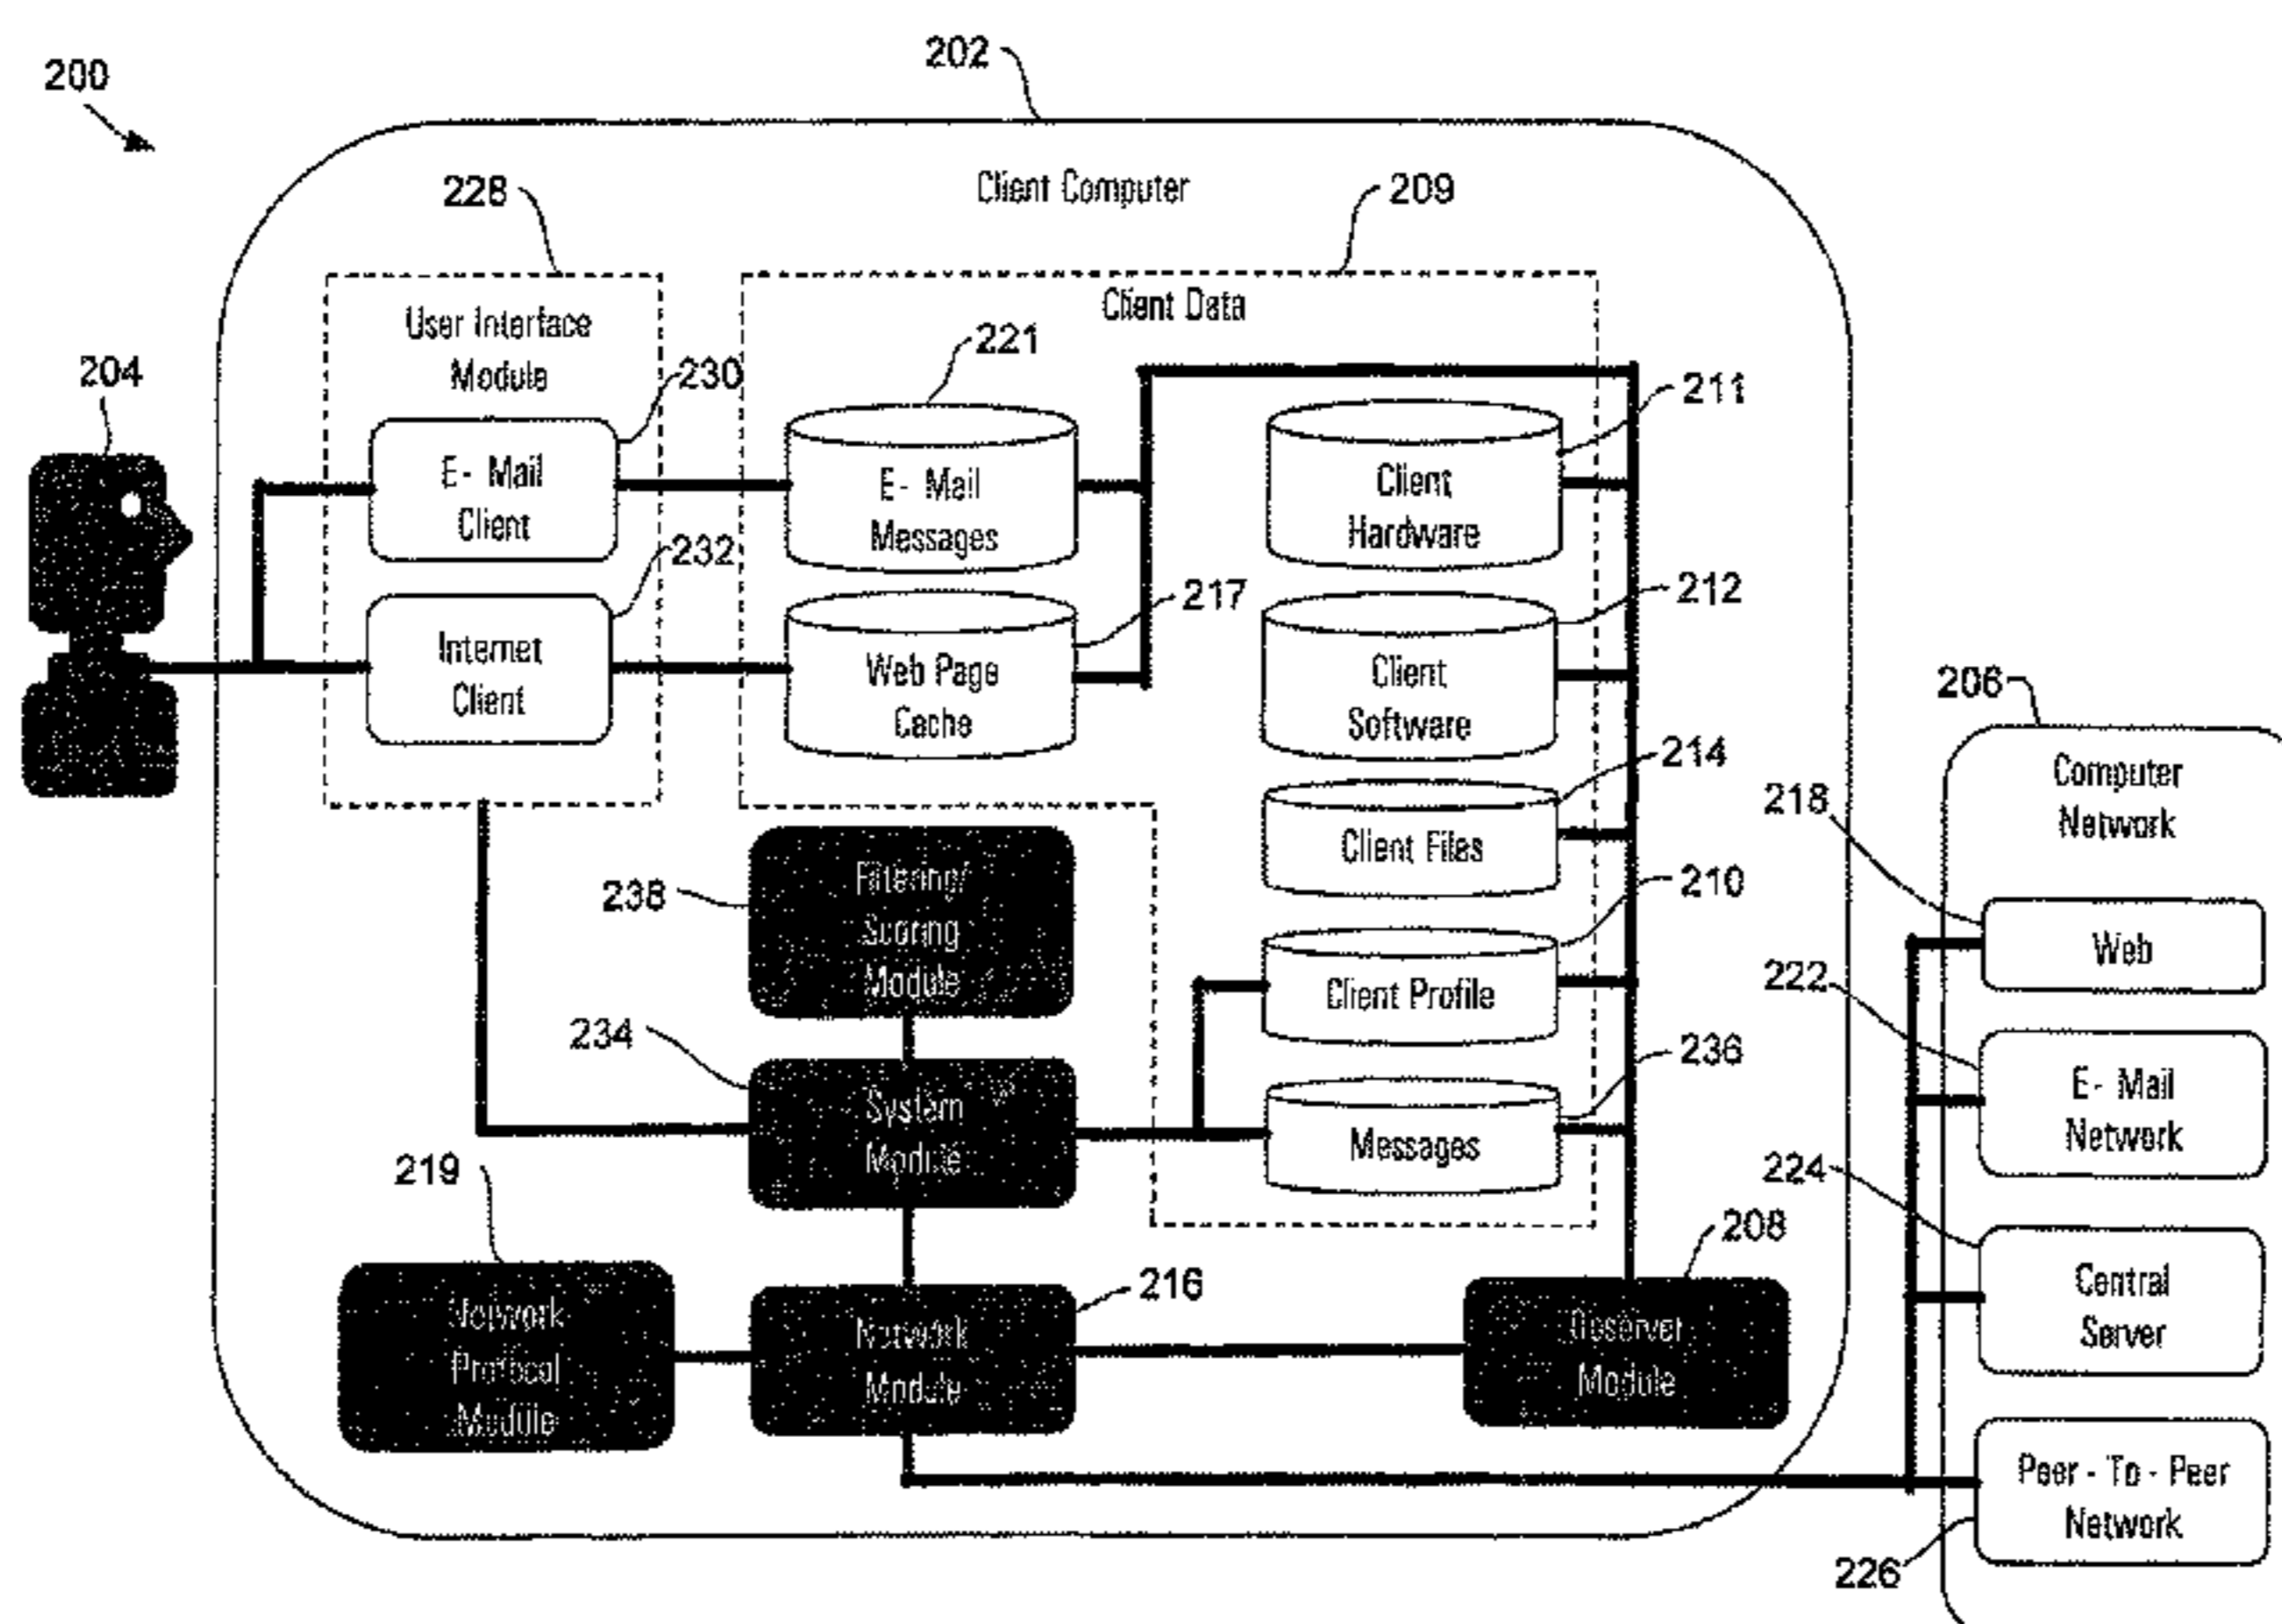 200
202
Client Computer
228
209
User Interface
Module
Client Data
204
230
221
211
E- Mail
Client
E- Mail
Messages
Client
Hardware
232
217
212
Internet
Client
Web Page
Cache
Client
Software
206
214
Computer
Network
218
Client Files
238
Filtering/
Scoring
Module
210
Web
222
Client Profile
234
236
E- Mail
Network
System
Module
Messages
224
219
208
Central
Server
216
Network
Protocol
Module
Network
Module
Observer
Module
Peer - To - Peer
Network
226